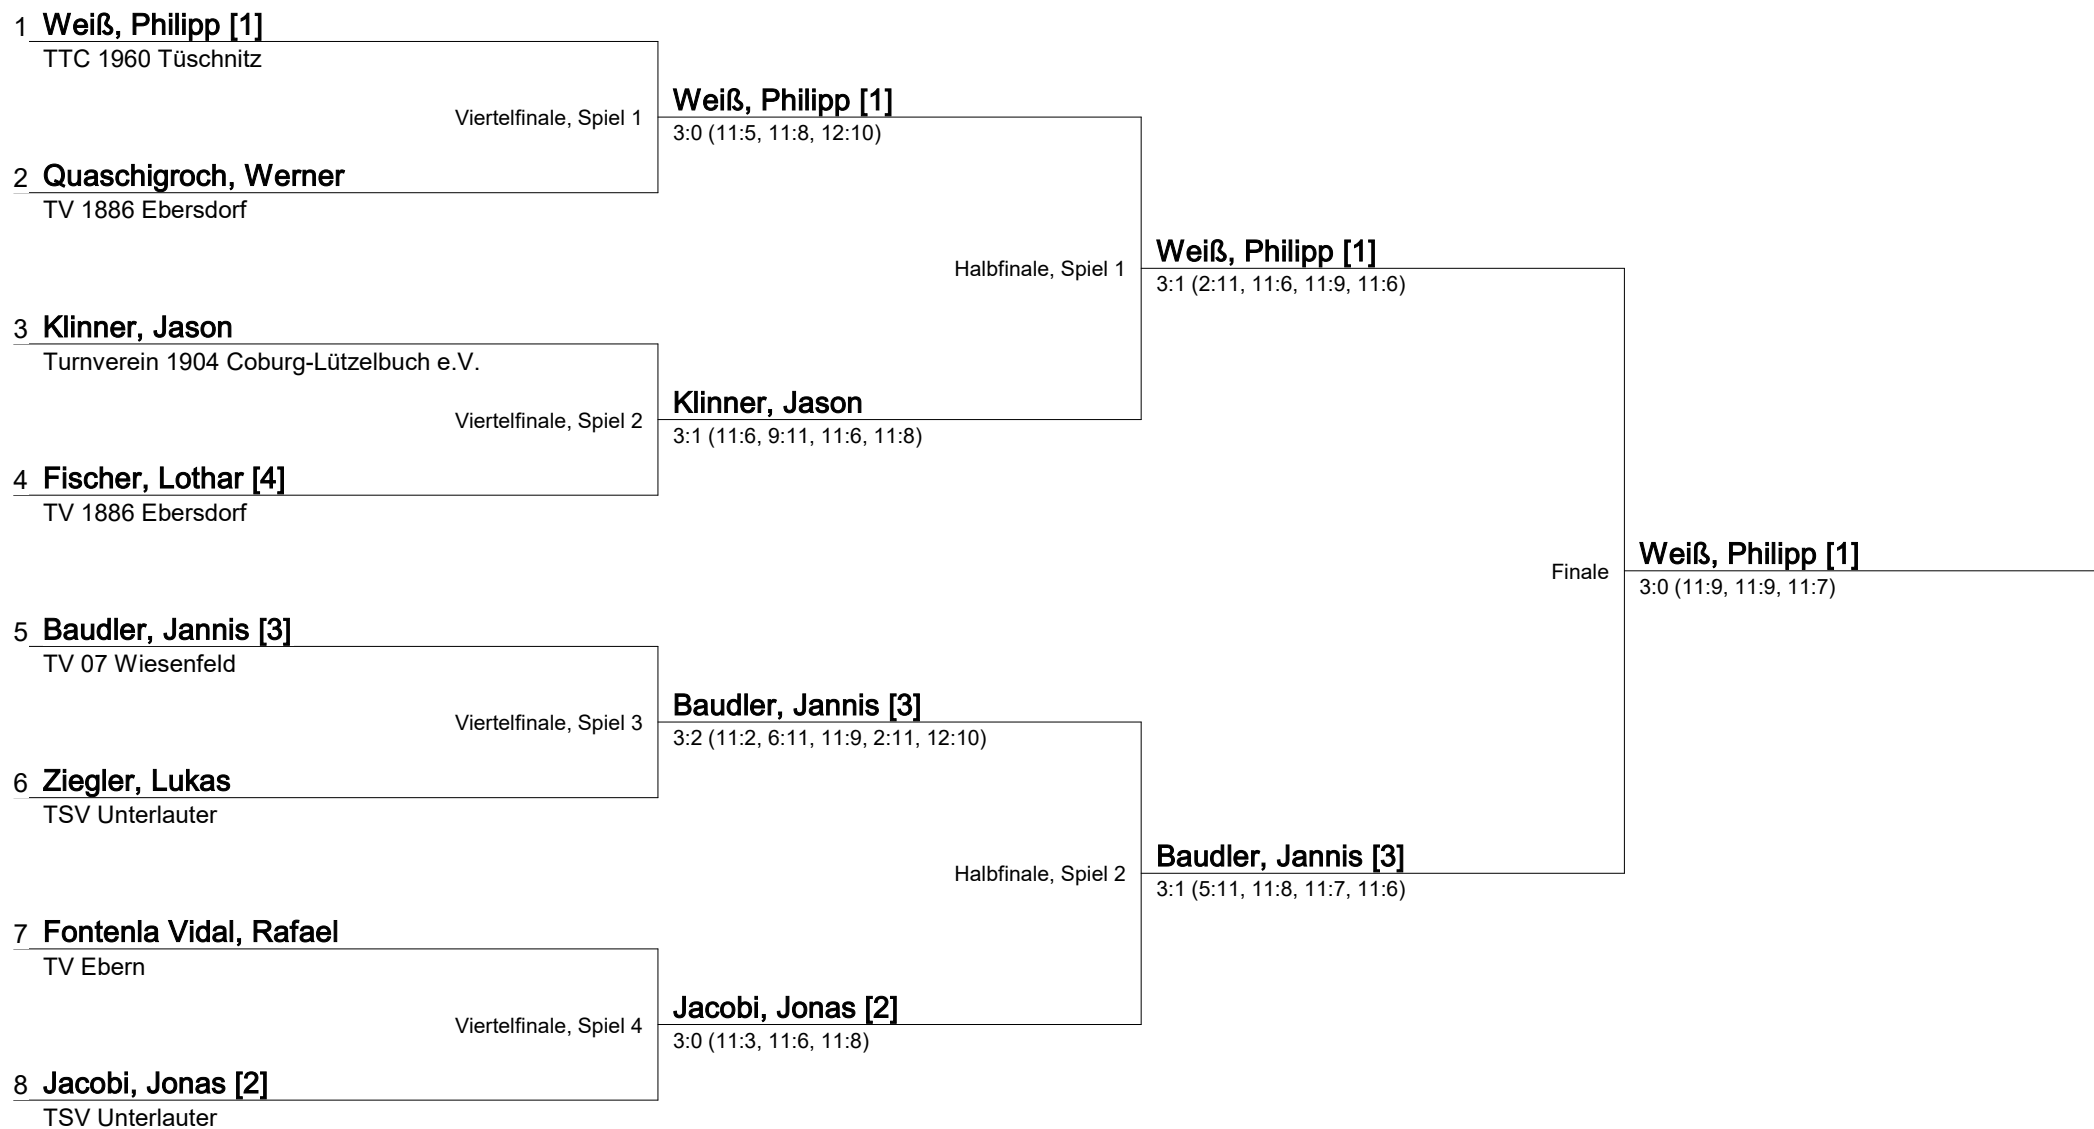 1 Weiß, Philipp [1]
TTC 1960 Tüschnitz
Viertelfinale, Spiel 1
Weiß, Philipp [1]
3:0 (11:5, 11:8, 12:10)
2 Quaschigroch, Werner
TV 1886 Ebersdorf
Halbfinale, Spiel 1
Weiß, Philipp [1]
3:1 (2:11, 11:6, 11:9, 11:6)
3 Klinner, Jason
Turnverein 1904 Coburg-Lützelbuch e.V.
Viertelfinale, Spiel 2
Klinner, Jason
3:1 (11:6, 9:11, 11:6, 11:8)
4 Fischer, Lothar [4]
TV 1886 Ebersdorf
Finale
Weiß, Philipp [1]
3:0 (11:9, 11:9, 11:7)
5 Baudler, Jannis [3]
TV 07 Wiesenfeld
Viertelfinale, Spiel 3
Baudler, Jannis [3]
3:2 (11:2, 6:11, 11:9, 2:11, 12:10)
6 Ziegler, Lukas
TSV Unterlauter
Halbfinale, Spiel 2
Baudler, Jannis [3]
3:1 (5:11, 11:8, 11:7, 11:6)
7 Fontenla Vidal, Rafael
TV Ebern
Viertelfinale, Spiel 4
Jacobi, Jonas [2]
3:0 (11:3, 11:6, 11:8)
8 Jacobi, Jonas [2]
TSV Unterlauter